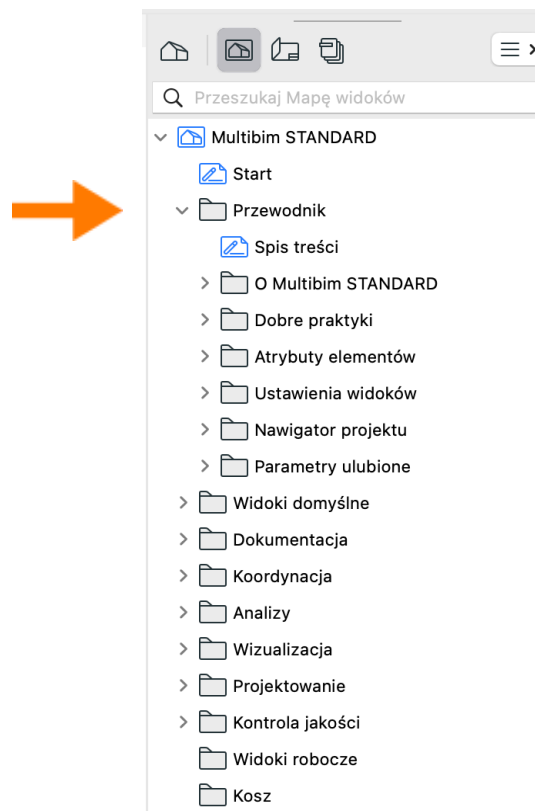 Przeszukaj Mapę widoków
Multibim STANDARD
Start
Przewodnik
Spis treści
O Multibim STANDARD
Dobre praktyki
Atrybuty elementów
Ustawienia widoków
Nawigator projektu
Parametry ulubione
Widoki domyślne
Dokumentacja
Koordynacja
Analizy
Wizualizacja
Projektowanie
Kontrola jakości
Widoki robocze
Kosz